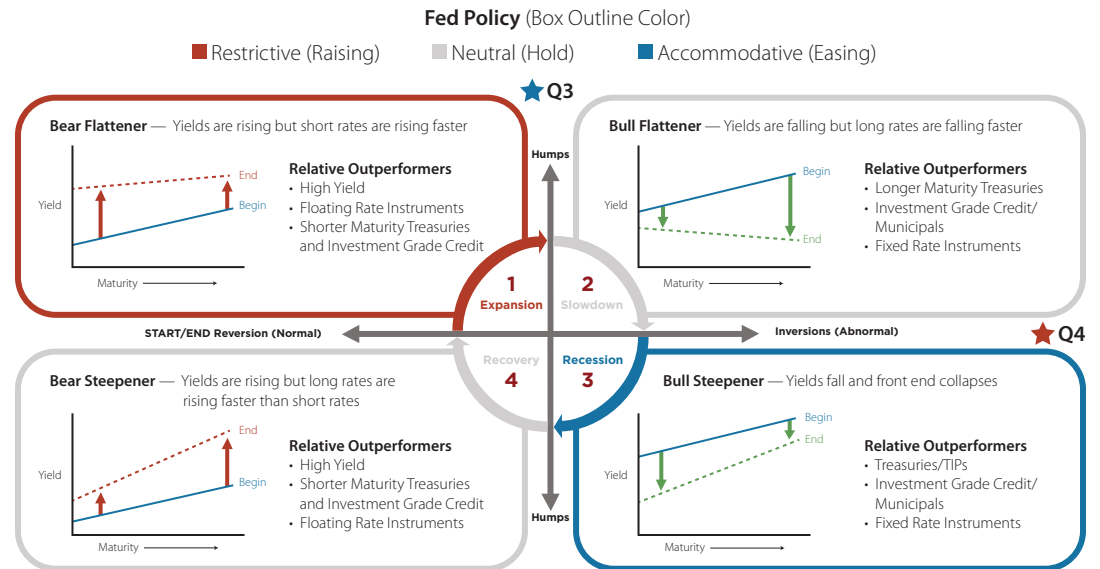 Fed Policy (Box Outline Color)
Restrictive (Raising)
Neutral (Hold)
Accommodative (Easing)
Q3
Bear Flattener — Yields are rising but short rates are rising faster
Yield
End
Begin
Maturity
Relative Outperformers
• High Yield
• Floating Rate Instruments
• Shorter Maturity Treasuries
and Investment Grade Credit
Bull Flattener — Yields are falling but long rates are falling faster
Yield
Begin
End
Maturity
Relative Outperformers
• Longer Maturity Treasuries
• Investment Grade Credit/
Municipals
• Fixed Rate Instruments
Humps
1
Expansion
2
Slowdown
START/END Reversion (Normal)
Inversions (Abnormal)
Q4
Recovery
4
Recession
3
Humps
Bear Steepener — Yields are rising but long rates are
rising faster than short rates
Yield
End
Begin
Maturity
Relative Outperformers
• High Yield
• Shorter Maturity Treasuries
and Investment Grade Credit
• Floating Rate Instruments
Bull Steepener — Yields fall and front end collapses
Yield
Begin
End
Maturity
Relative Outperformers
• Treasuries/TIPs
• Investment Grade Credit/
Municipals
• Fixed Rate Instruments